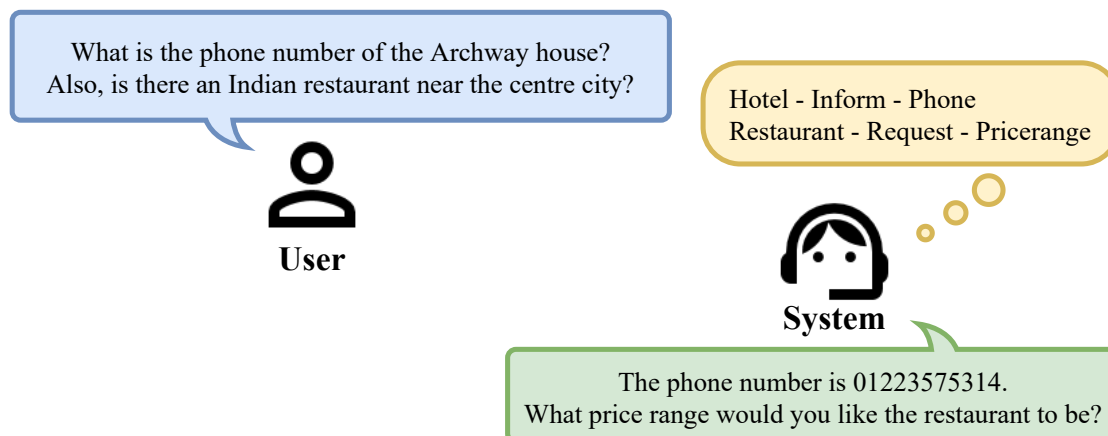 What is the phone number of the Archway house?
Also, is there an Indian restaurant near the centre city?
User
Hotel - Inform - Phone
Restaurant - Request - Pricerange
System
The phone number is 01223575314.
What price range would you like the restaurant to be?